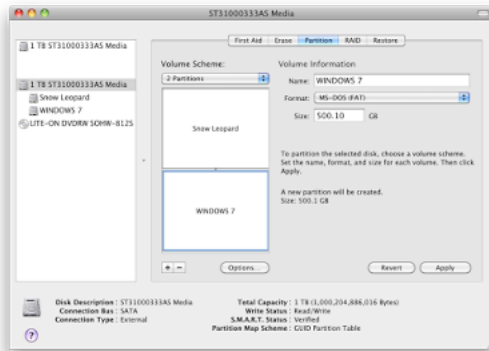 ST31000333AS Media
1 TB ST31000333AS Media
1 TB ST31000333AS Media
Snow Leopard
WINDOWS 7
LITE-ON DVDRW SOHW-812S
First Aid Erase Partition RAID Restore
Volume Scheme:
2 Partitions
Snow Leopard
WINDOWS 7
+ - Options...
Volume Information
Name: WINDOWS 7
Format: MS-DOS (FAT)
Size: 500.10 GB
To partition the selected disk, choose a volume scheme.
Set the name, format, and size for each volume. Then click
Apply.
A new partition will be created.
Size: 500.1 GB
Revert Apply
Disk Description : ST31000333AS Media
Connection Bus : SATA
Connection Type : External
Total Capacity : 1 TB (1,000,204,886,016 Bytes)
Write Status : Read/Write
S.M.A.R.T. Status : Verified
Partition Map Scheme : GUID Partition Table
?